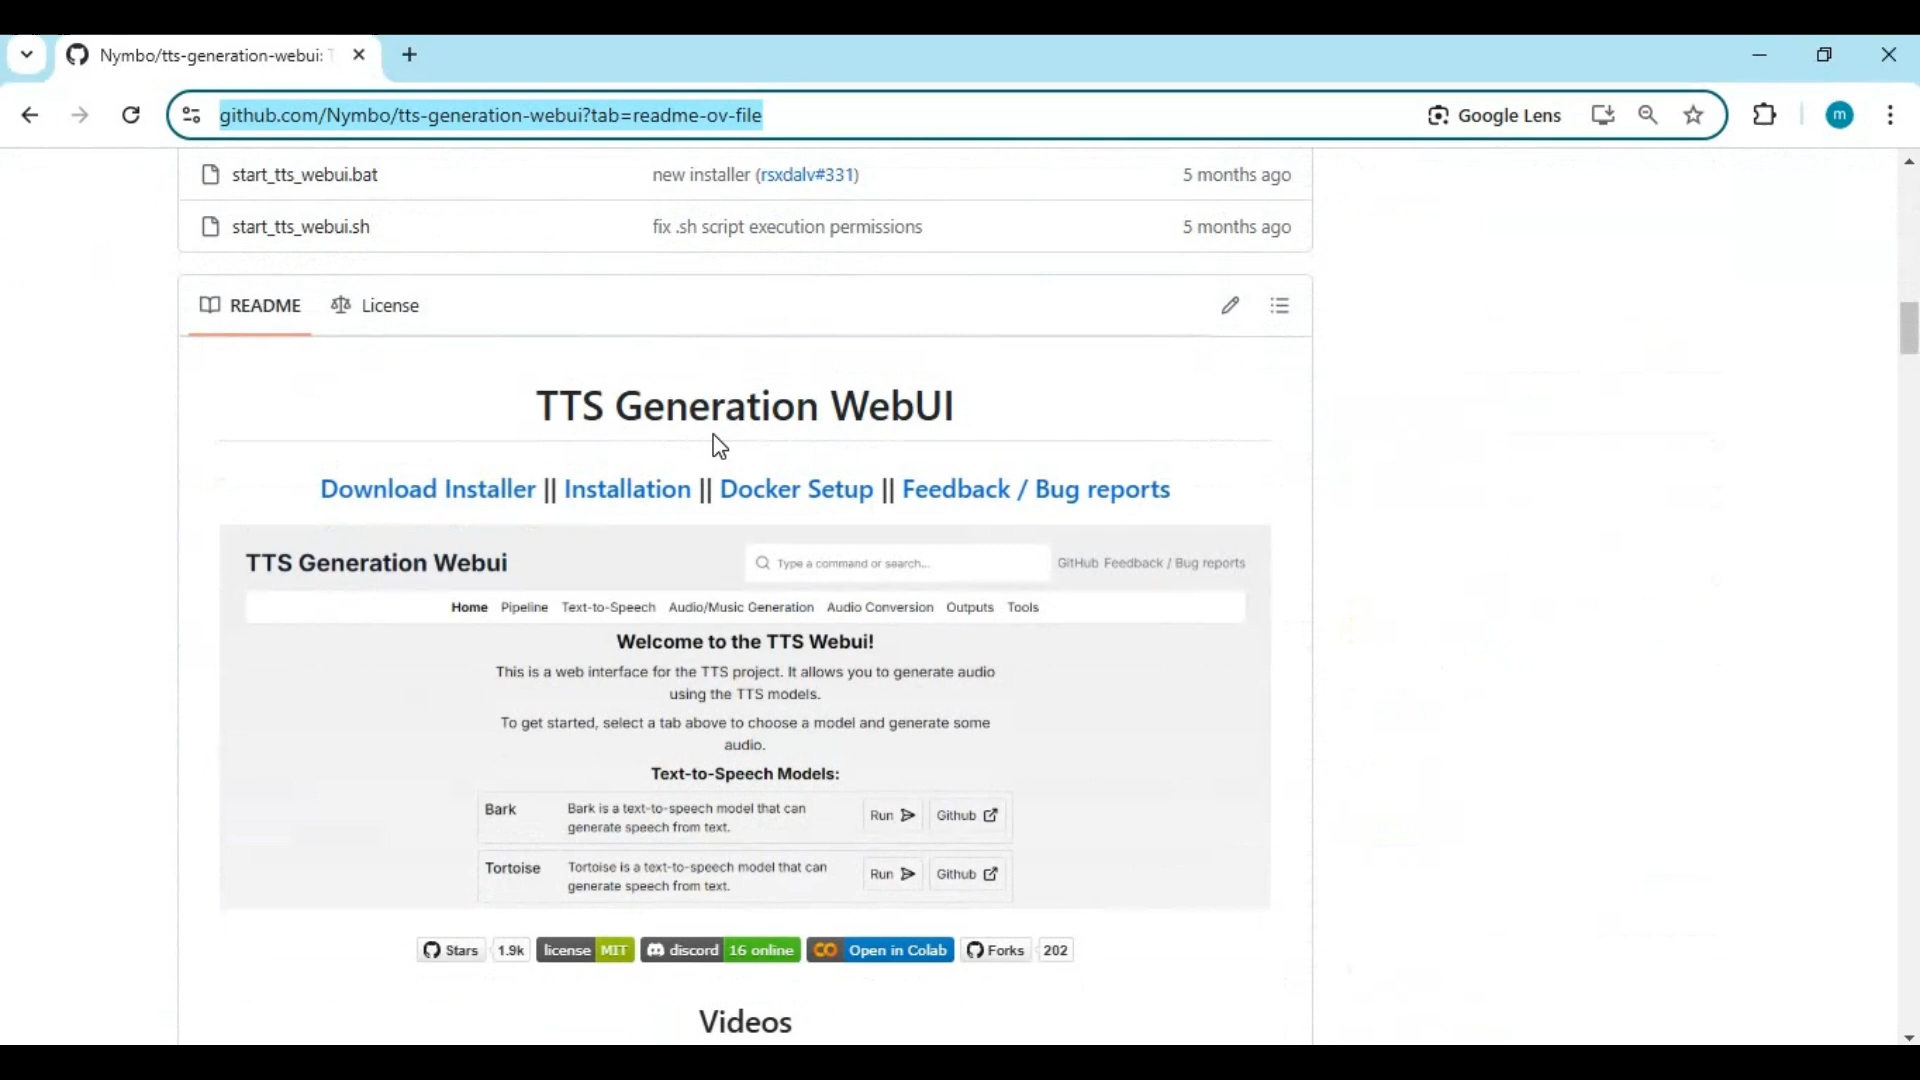 Nymbo/tts-generation-webui: T
github.com/Nymbo/tts-generation-webui?tab=readme-ov-file
Google Lens
m
start_tts_webui.bat new installer (rsxdalv#331) 5 months ago
start_tts_webui.sh fix .sh script execution permissions 5 months ago
README License
TTS Generation WebUI
Download Installer || Installation || Docker Setup || Feedback / Bug reports
TTS Generation Webui Type a command or search... GitHub Feedback / Bug reports
Home Pipeline Text-to-Speech Audio/Music Generation Audio Conversion Outputs Tools
Welcome to the TTS Webui!
This is a web interface for the TTS project. It allows you to generate audio
using the TTS models.
To get started, select a tab above to choose a model and generate some
audio.
Text-to-Speech Models:
Bark Bark is a text-to-speech model that can Run Github
generate speech from text.
Tortoise Tortoise is a text-to-speech model that can Run Github
generate speech from text.
Stars 1.9k license MIT discord 16 online Open in Colab Forks 202
Videos